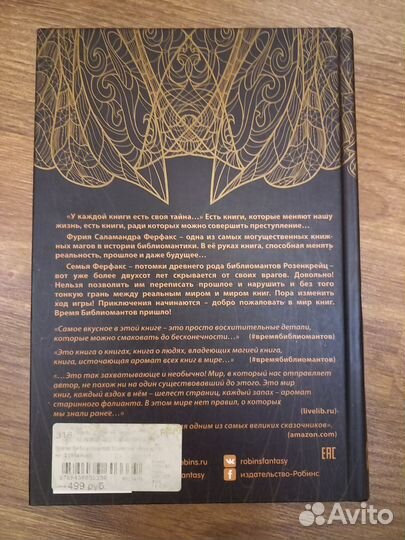 «У каждой книги есть своя тайна...» Есть книги, которые меняют нашу
жизнь, есть книги, ради которых можно совершить преступление...
Фурия Саламандра Ферфакс – одна из самых могущественных книж-
ных магов в истории библиомантики. В её руках книга, способная менять
реальность, прошлое и даже будущее...
Семья Ферфакс – потомки древнего рода библиомантов Розенкрейц –
вот уже более двухсот лет скрывается от своих врагов. Довольно!
Нельзя позволить им переписать прошлое и нарушить и без того
тонкую грань между реальным миром и миром книг. Пора изменить
ход игры! Приключения начинаются – добро пожаловать в мир книг.
Время Библиомантов пришло!
«Самое вкусное в этой книге – это просто восхитительные детали,
которые можно смаковать до бесконечности...»
(#времябиблиомантов)
«Это книга о книгах, книга о людях, владеющих магией книги,
книга, источающая аромат всех книг в мире...»
(#времябиблиомантов)
«...Это так захватывающе и необычно! Мир, в который нас отправляет
автор, не похож ни на один существовавший до этого. Это мир
книг, каждый вздох в нём – шелест страниц, каждый запах – аромат
старинного фолианта. В этом мире нет правил, о которых
мы знали ранее...»
(livelib.ru)
я одним из самых великих сказочников».
(amazon.com)
316
499 руб
robins.ru
robinsfantasy
fantasy
издательство-Робинс
EAC
Avito